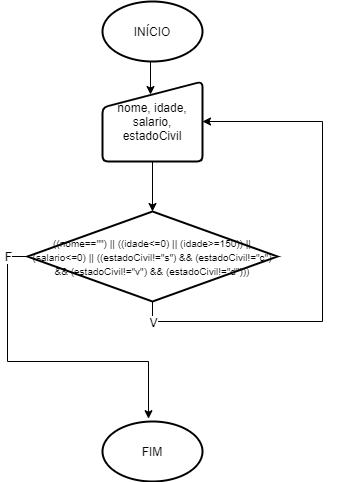 INÍCIO
nome, idade,
salario,
estadoCivil
((nome=="") || ((idade<=0) || (idade>=150)) ||
(salario<=0) || ((estadoCivil!="s") && (estadoCivil!="c")
&& (estadoCivil!="v") && (estadoCivil!="d")))
F
V
FIM